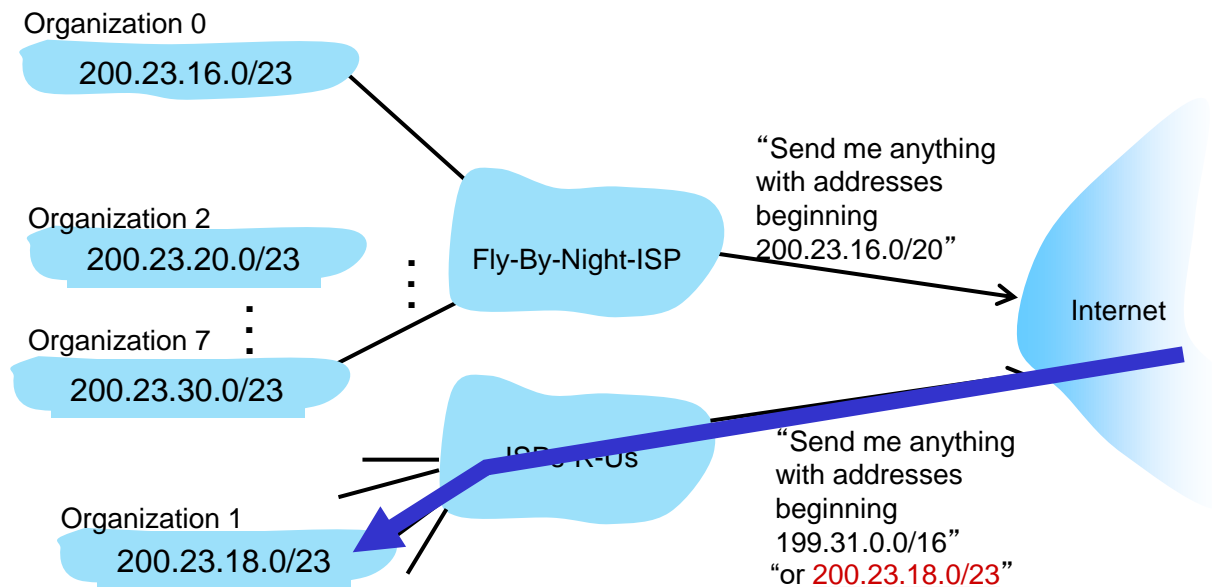 Organization 0
200.23.16.0/23
Organization 2
200.23.20.0/23
Organization 7
200.23.30.0/23
Organization 1
200.23.18.0/23
Fly-By-Night-ISP
ISPs-R-Us
“Send me anything
with addresses
beginning
200.23.16.0/20”
Internet
“Send me anything
with addresses
beginning
199.31.0.0/16”
“or 200.23.18.0/23”